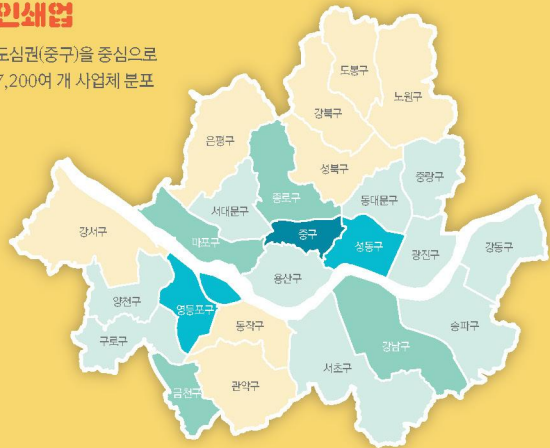 인쇄업
도심권(중구)을 중심으로
7,200여 개 사업체 분포
도봉구
노원구
강북구
은평구
성북구
중랑구
종로구
동대문구
서대문구
강서구
마포구
중구
성동구
광진구
강동구
용산구
양천구
영등포구
송파구
동작구
강남구
구로구
서초구
금천구
관악구